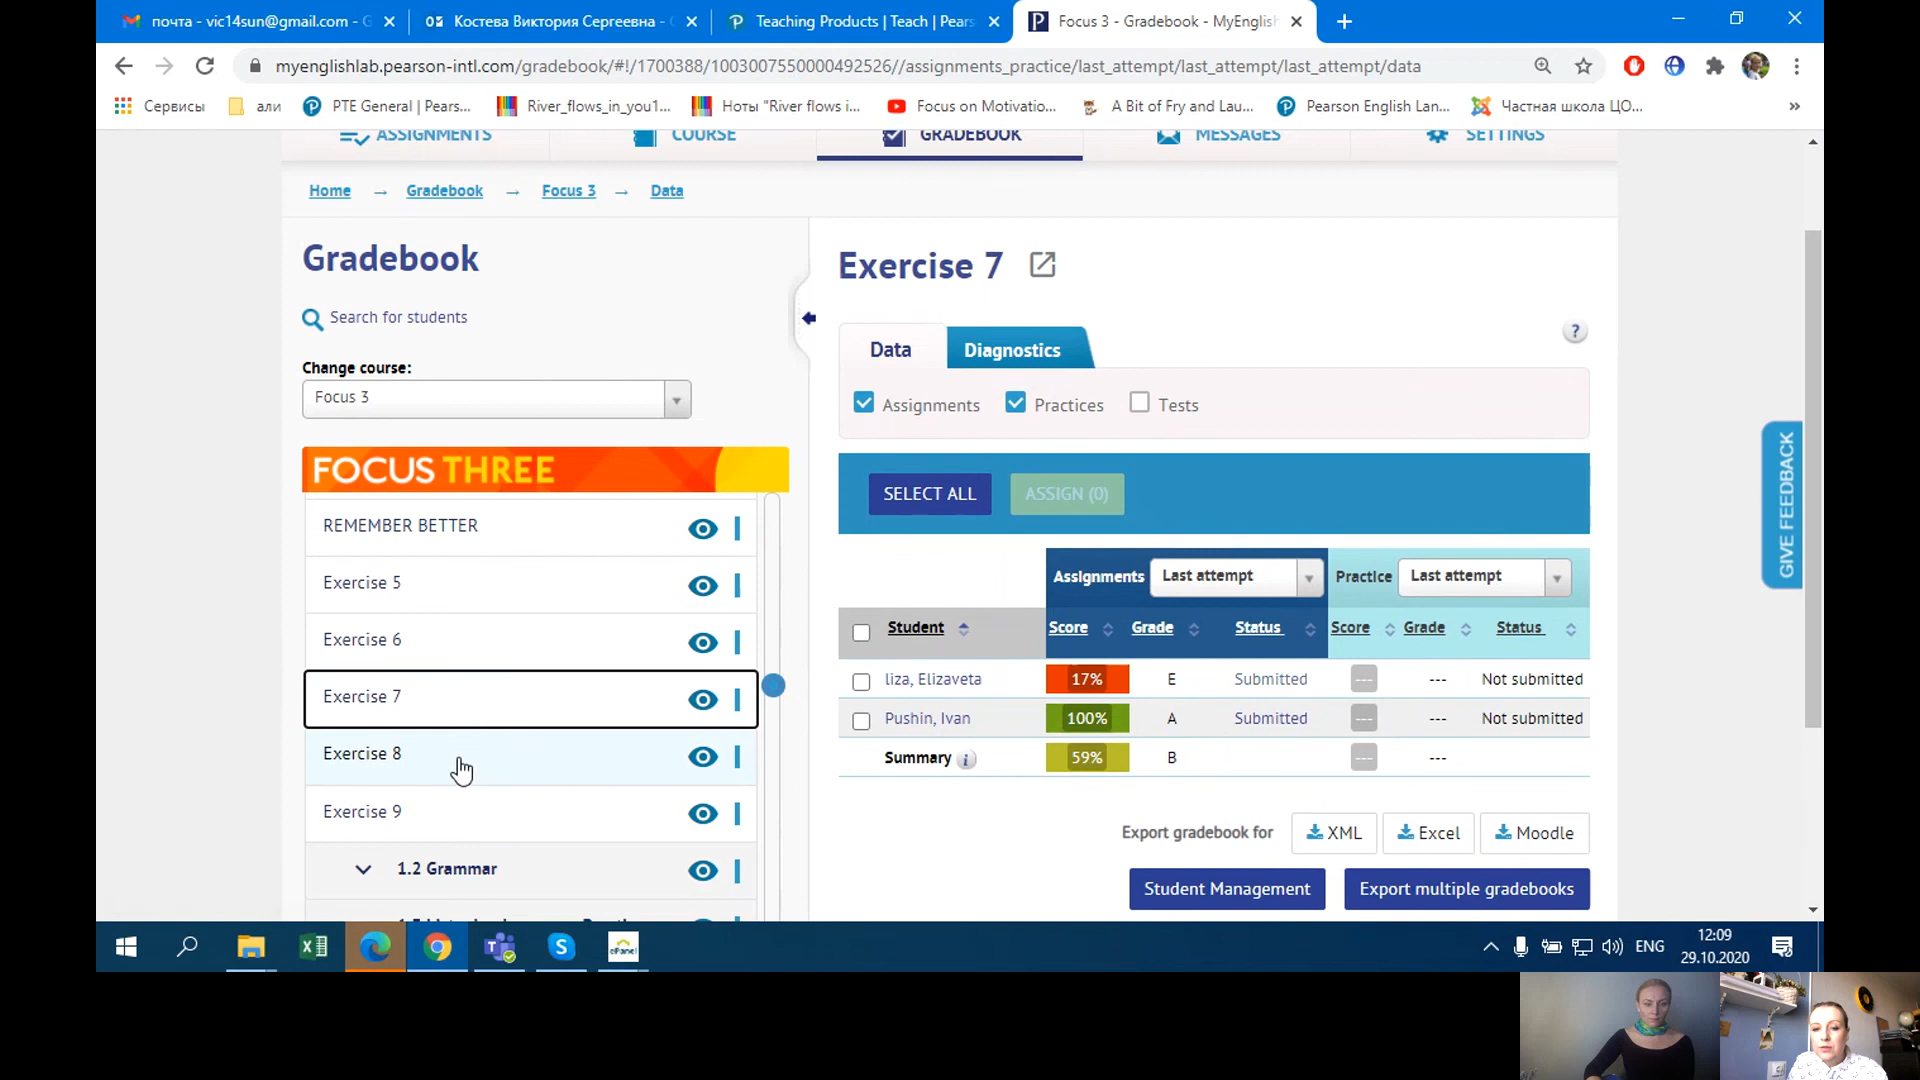 почта - vic14sun@gmail.com - G
Костева Виктория Сергеевна -
Teaching Products | Teach | Pears
Focus 3 - Gradebook - MyEnglish
myenglishlab.pearson-intl.com/gradebook/#!/1700388/1003007550000492526//assignments_practice/last_attempt/last_attempt/last_attempt/data
Сервисы
али
PTE General | Pears...
River_flows_in_you1...
Ноты "River flows i...
Focus on Motivatio...
A Bit of Fry and Lau...
Pearson English Lan...
Частная школа ЦО...
»
ASSIGNMENTS
COURSE
GRADEBOOK
MESSAGES
SETTINGS
Home → Gradebook → Focus 3 → Data
Gradebook
Search for students
Change course:
Focus 3
FOCUS THREE
REMEMBER BETTER
Exercise 5
Exercise 6
Exercise 7
Exercise 8
Exercise 9
1.2 Grammar
Exercise 7
Data
Diagnostics
?
Assignments
Practices
Tests
SELECT ALL
ASSIGN (0)
Assignments Last attempt Practice Last attempt
Student Score Grade Status Score Grade Status
liza, Elizaveta 17% E Submitted --- --- Not submitted
Pushin, Ivan 100% A Submitted --- --- Not submitted
Summary i 59% B --- ---
Export gradebook for XML Excel Moodle
Student Management
Export multiple gradebooks
GIVE FEEDBACK
ePanel
ENG
12:09
29.10.2020